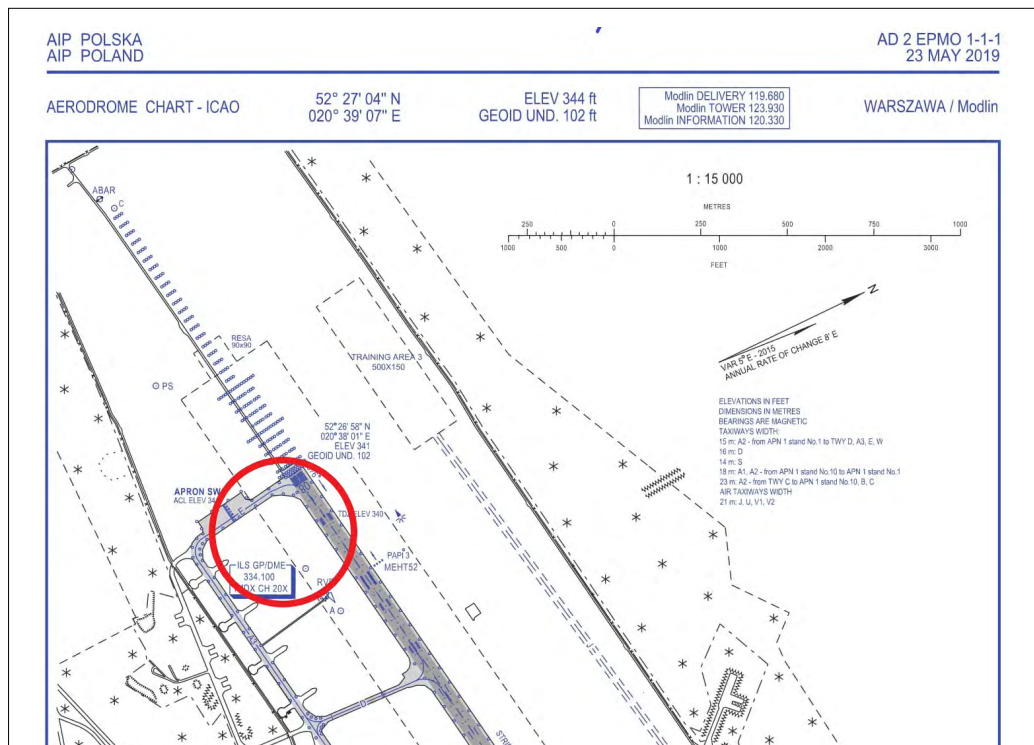 AIP POLSKA
AIP POLAND
AD 2 EPMO 1-1-1
23 MAY 2019
AERODROME CHART - ICAO
52° 27' 04" N
020° 39' 07" E
ELEV 344 ft
GEOID UND. 102 ft
Modlin DELIVERY 119.680
Modlin TOWER 123.930
Modlin INFORMATION 120.330
WARSZAWA / Modlin
1 : 15 000
METRES
250 0 250 500 750 1000
1000 500 0 1000 2000 3000
FEET
N
VAR 5° E - 2015
ANNUAL RATE OF CHANGE 8' E
ABAR
C
RESA
90x90
TRAINING AREA 3
500X150
PS
ELEVATIONS IN FEET
DIMENSIONS IN METRES
BEARINGS ARE MAGNETIC
TAXIWAYS WIDTH:
15 m: A2 - from APN 1 stand No.1 to TWY D, A3, E, W
16 m: D
14 m: S
18 m: A1, A2 - from APN 1 stand No.10 to APN 1 stand No.1
23 m: A2 - from TWY C to APN 1 stand No.10, B, C
AIR TAXIWAYS WIDTH
21 m: J, U, V1, V2
52° 26' 58" N
020° 38' 01" E
ELEV 341
GEOID UND. 102
APRON SW
ACL ELEV
E
ELEV 340
PAPI 3
MEHT52
ILS GP/DME
334.100
CH 20X
A
A3
D